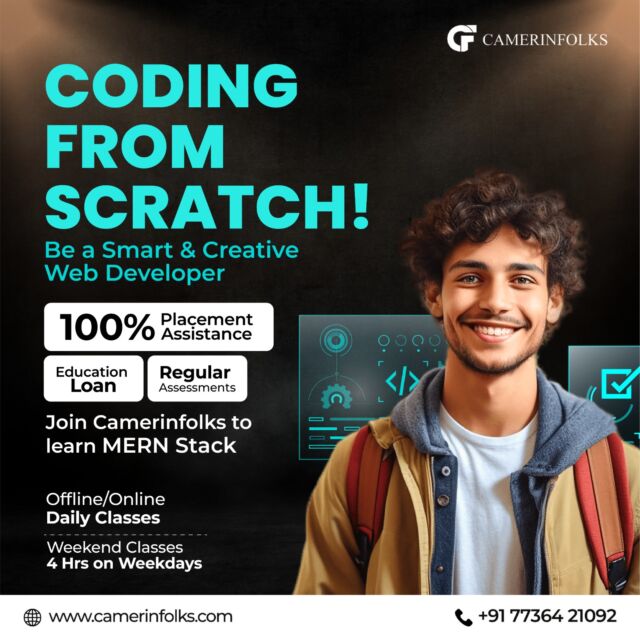 CAMERINFOLKS
CODING
FROM
SCRATCH!
Be a Smart & Creative
Web Developer
100% Placement
Assistance
Education
Loan
Regular
Assessments
Join Camerinfolks to
learn MERN Stack
Offline/Online
Daily Classes
Weekend Classes
4 Hrs on Weekdays
www.camerinfolks.com
+91 77364 21092